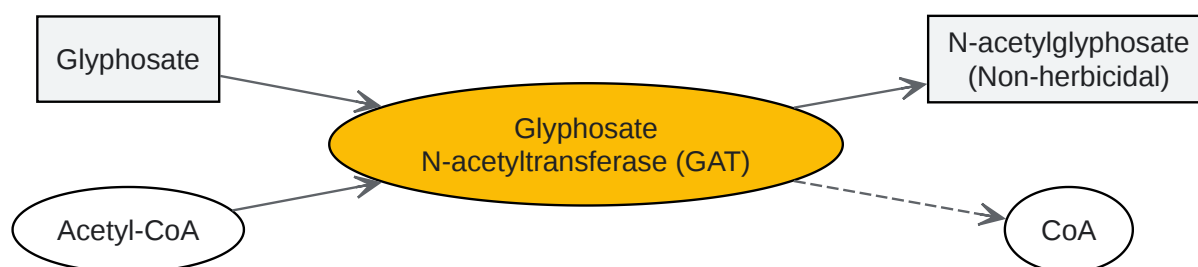 Glyphosate
N-acetylglyphosate
(Non-herbicidal)
Glyphosate
N-acetyltransferase (GAT)
Acetyl-CoA
CoA